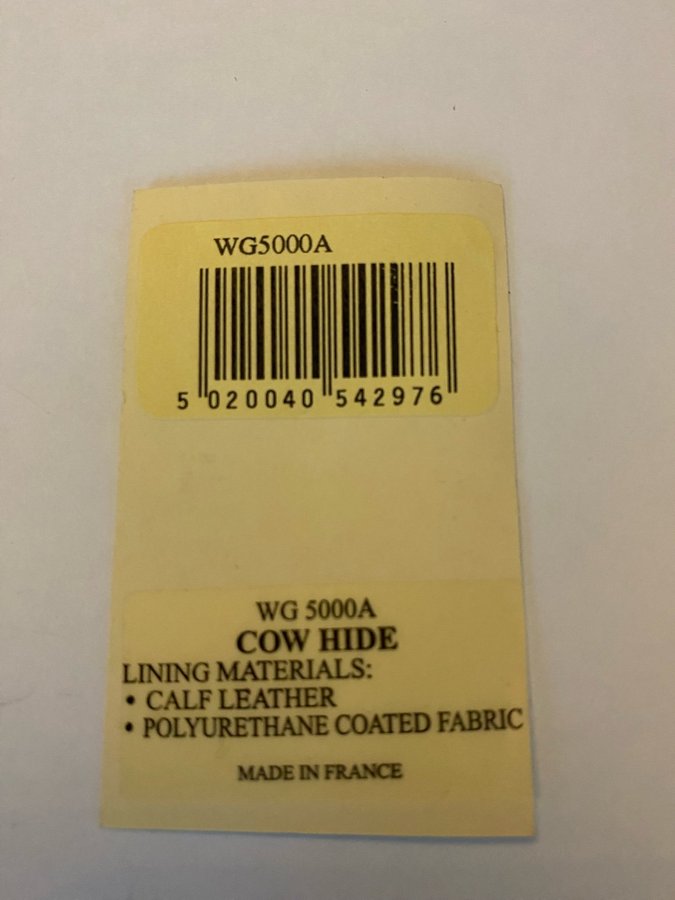 WG5000A
5 020040 542976
WG 5000A
COW HIDE
LINING MATERIALS:
• CALF LEATHER
• POLYURETHANE COATED FABRIC
MADE IN FRANCE